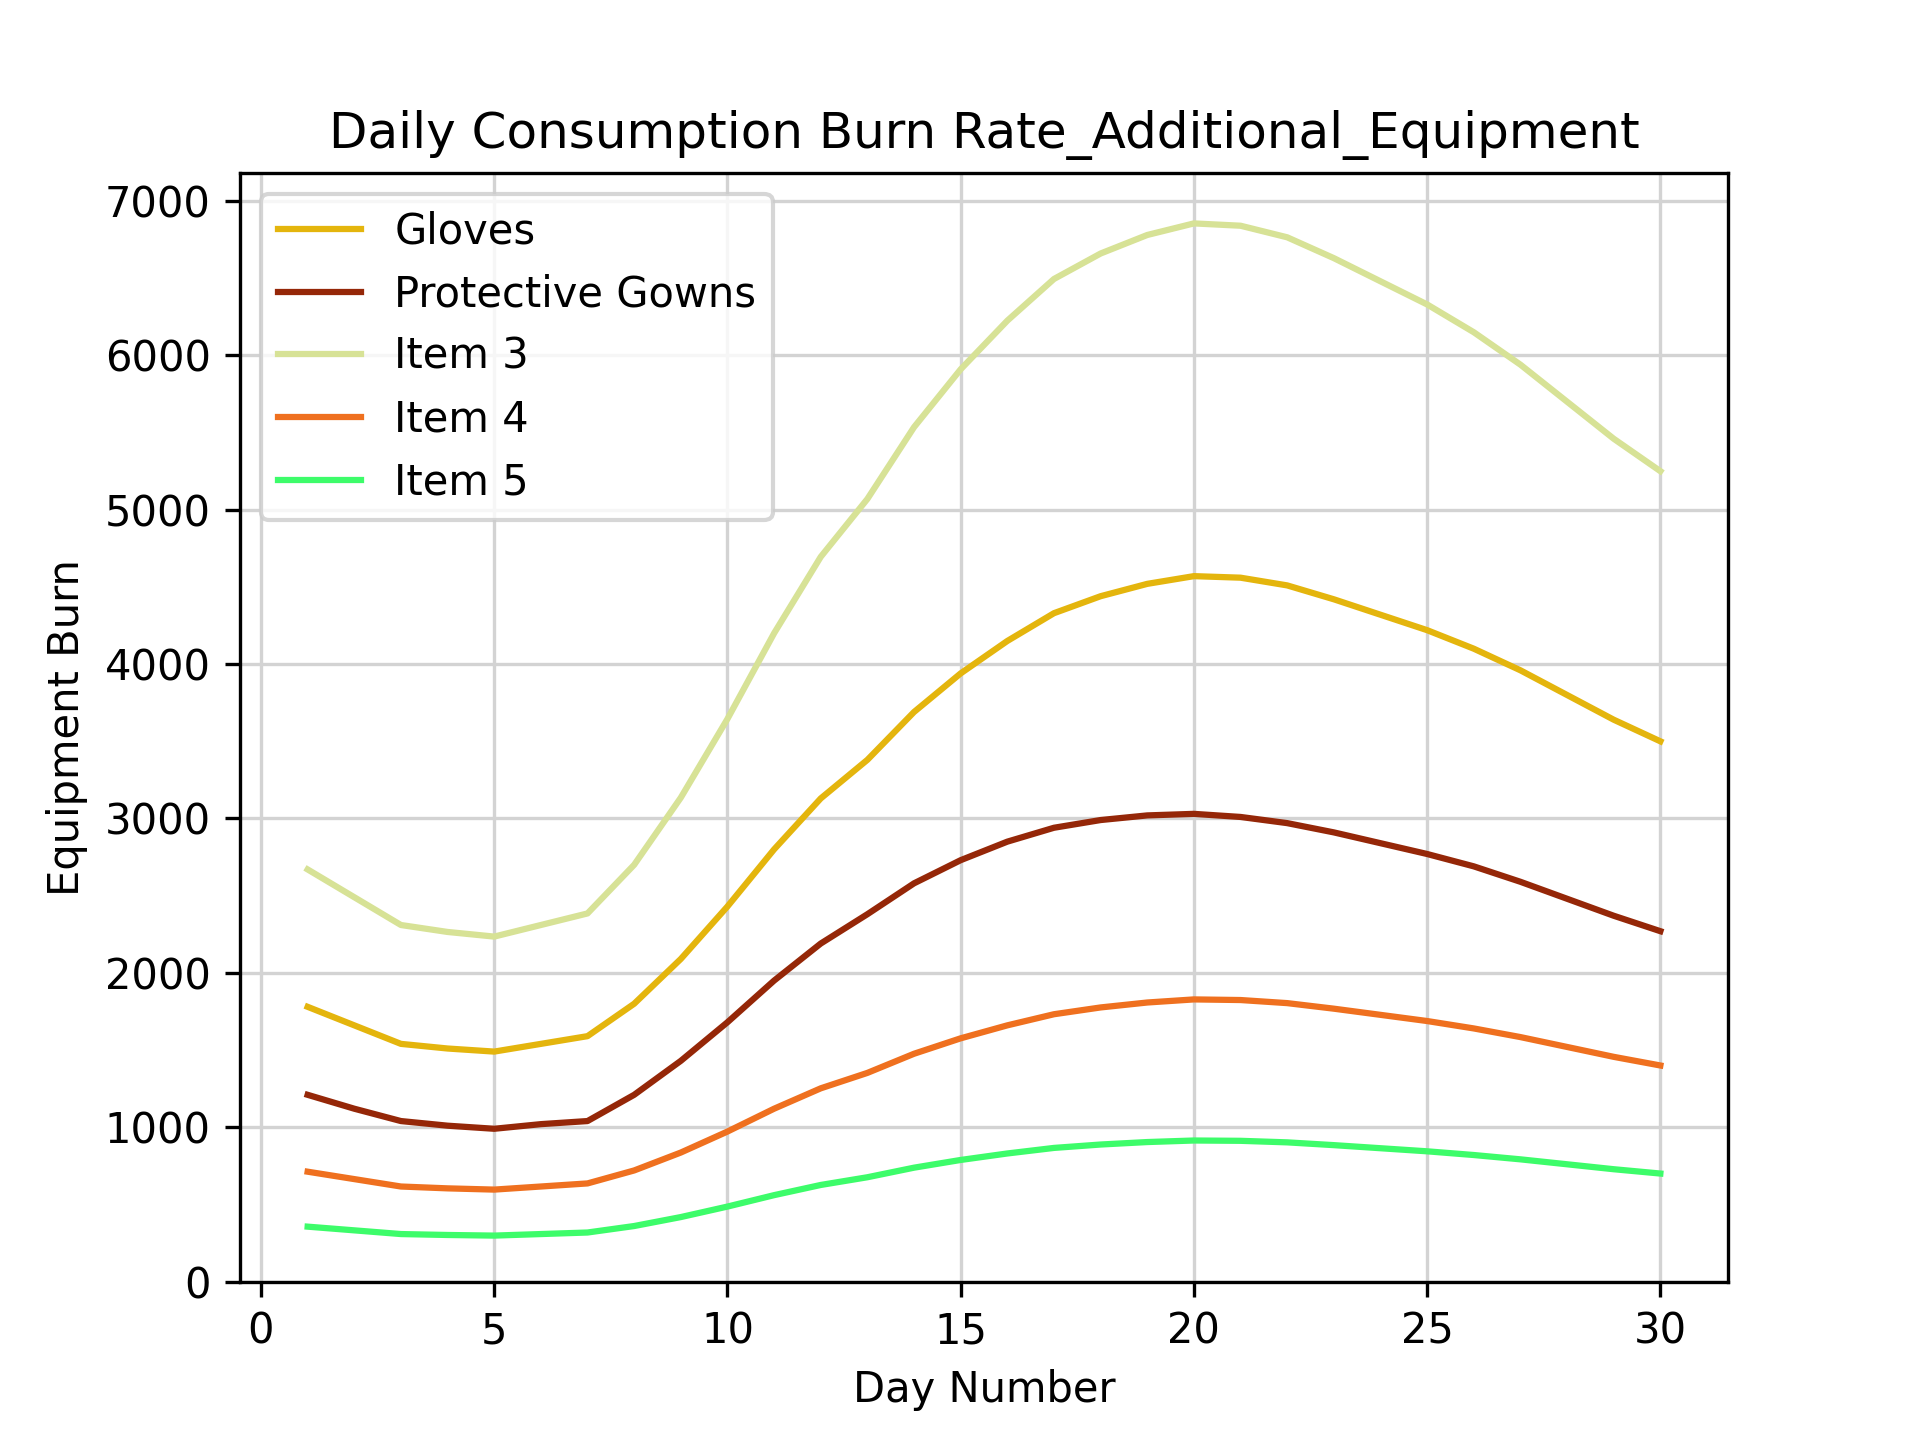 Daily Consumption Burn Rate_Additional_Equipment
7000
6000
5000
4000
3000
2000
1000
0
Equipment Burn
Gloves
Protective Gowns
Item 3
Item 4
Item 5
0 5 10 15 20 25 30
Day Number